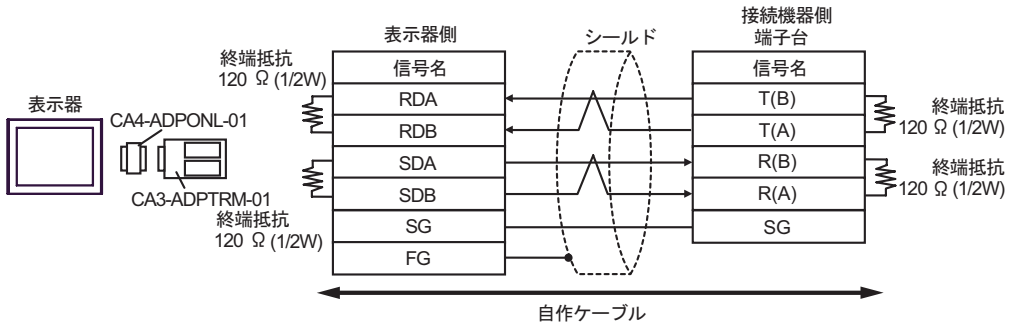 表示器
CA4-ADPONL-01
CA3-ADPTRM-01
終端抵抗
120 Ω (1/2W)
終端抵抗
120 Ω (1/2W)
表示器側
信号名
RDA
RDB
SDA
SDB
SG
FG
シールド
接続機器側
端子台
信号名
T(B)
T(A)
R(B)
R(A)
SG
終端抵抗
120 Ω (1/2W)
終端抵抗
120 Ω (1/2W)
自作ケーブル